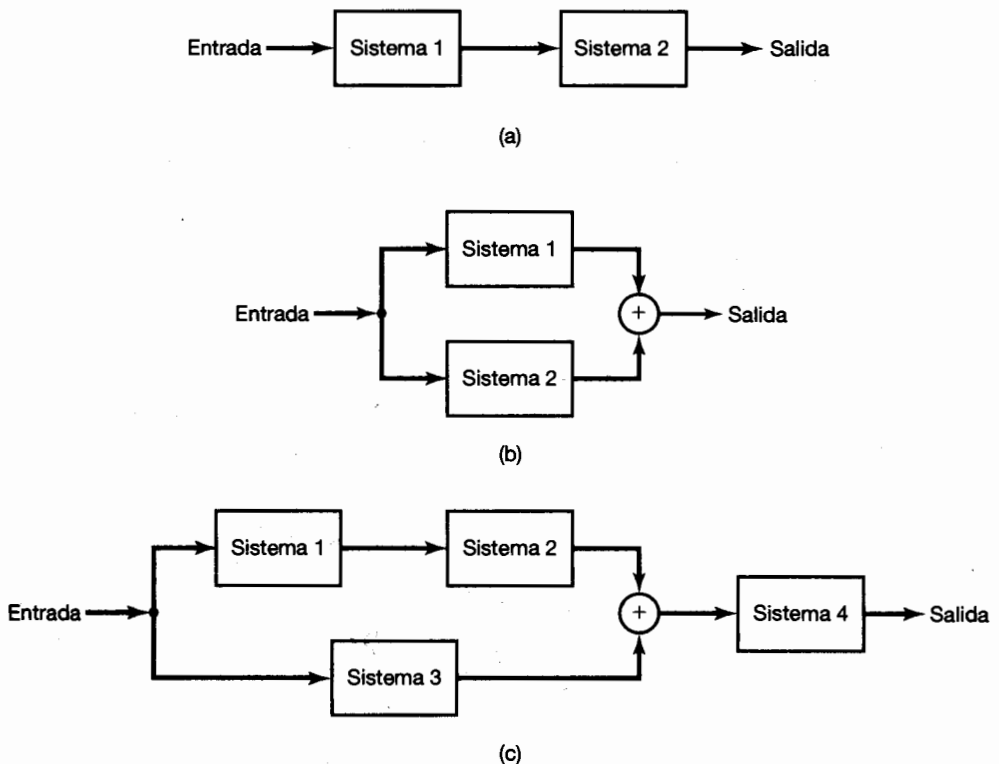 Entrada Sistema 1 Sistema 2 Salida
(a)
Sistema 1
Entrada + Salida
Sistema 2
(b)
Sistema 1 Sistema 2
Entrada + Sistema 4 Salida
Sistema 3
(c)